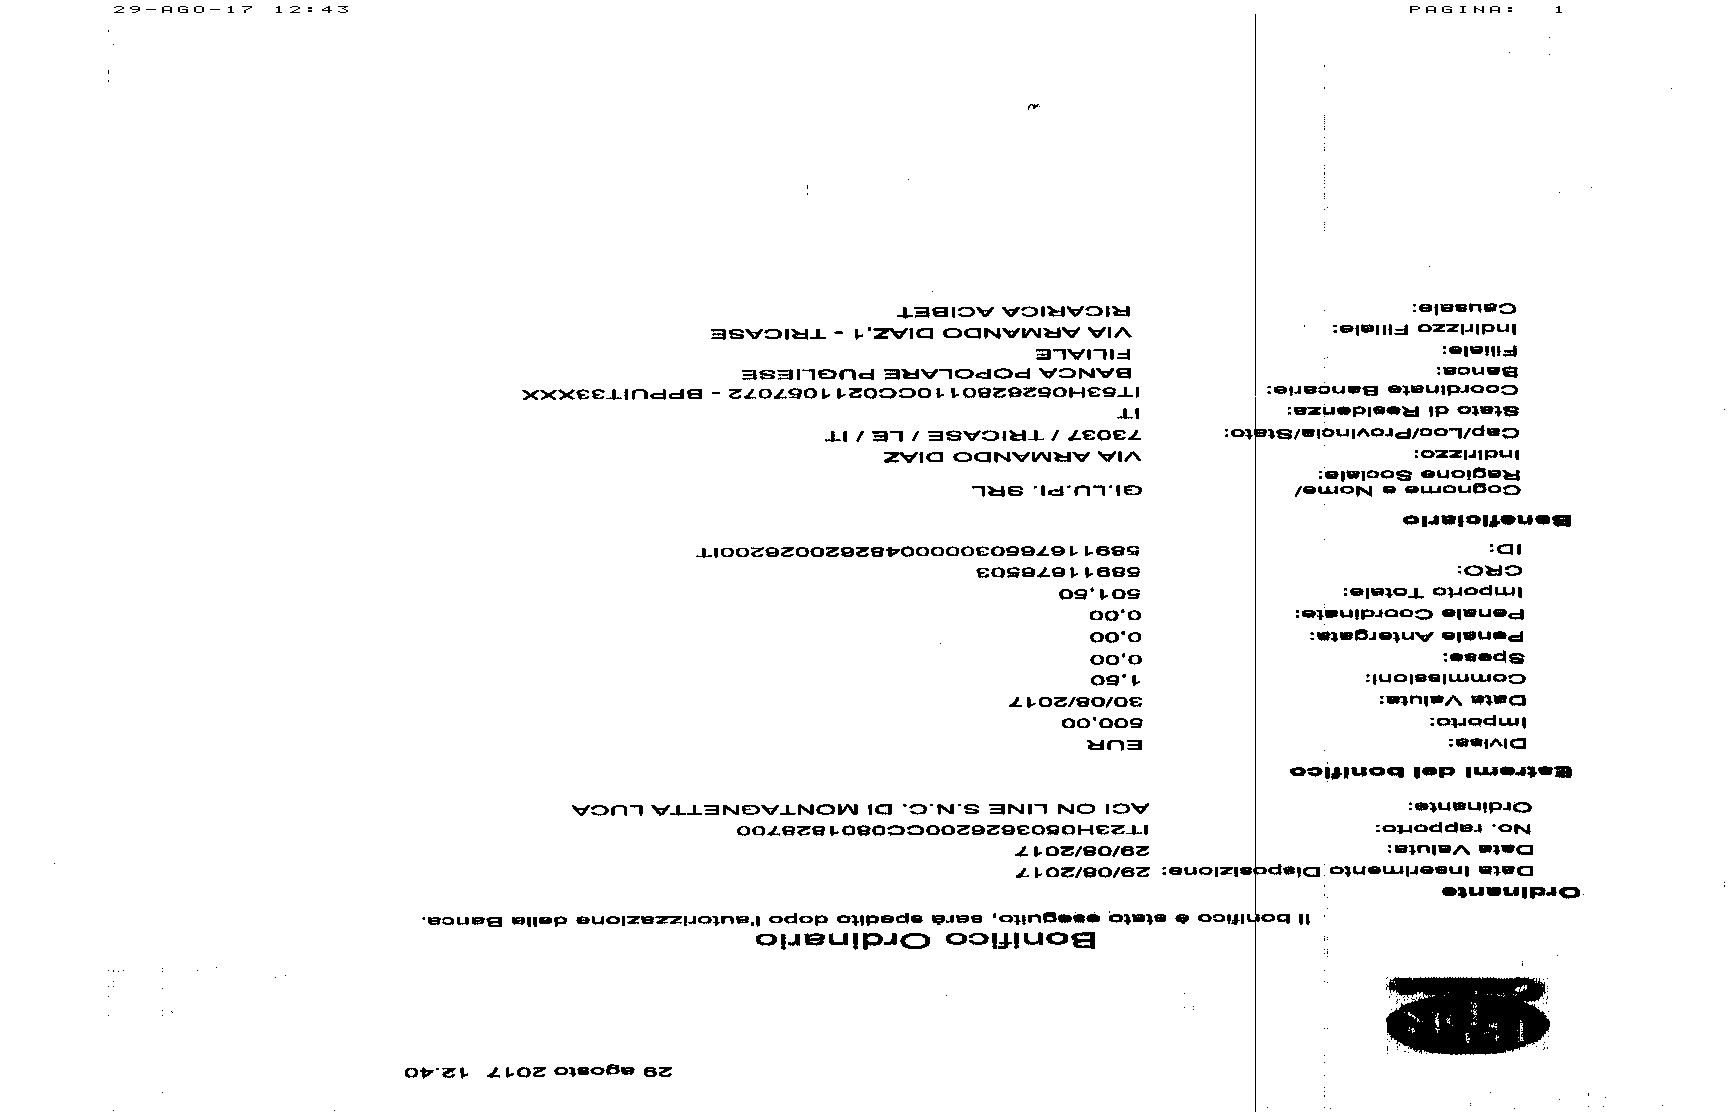 29-AGO-17 12:43 PAGINA: 1
29 agosto 2017 12.40
Bonifico Ordinario
Il bonifico è stato eseguito, sarà spedito dopo l'autorizzazione della Banca.
Ordinante
Data Inserimento Disposizione: 29/08/2017
Data Valuta: 29/08/2017
No. rapporto: IT23H0503626200CC0801828700
Ordinante: ACI ON LINE S.N.C. DI MONTAGNETTA LUCA
Estremi del bonifico
Divisa: EUR
Importo: 500,00
Data Valuta: 30/08/2017
Commissioni: 1,50
Spese: 0,00
Penale Antergata: 0,00
Penale Coordinate: 0,00
Importo Totale: 501,50
CRO: 58911676503
ID: 5891167650300000482620026200IT
Beneficiario
Cognome e Nome/ GI.LU.PI. SRL
Ragione Sociale:
Indirizzo: VIA ARMANDO DIAZ
Cap/Loc/Provincia/Stato: 73037 / TRICASE / LE / IT
Stato di Residenza: IT
Coordinate Bancarie: IT53H0526280110CC0211057072 - BPPUIT33XXX
Banca: BANCA POPOLARE PUGLIESE
Filiale: FILIALE
Indirizzo Filiale: VIA ARMANDO DIAZ,1 - TRICASE
Causale: RICARICA ACIBET